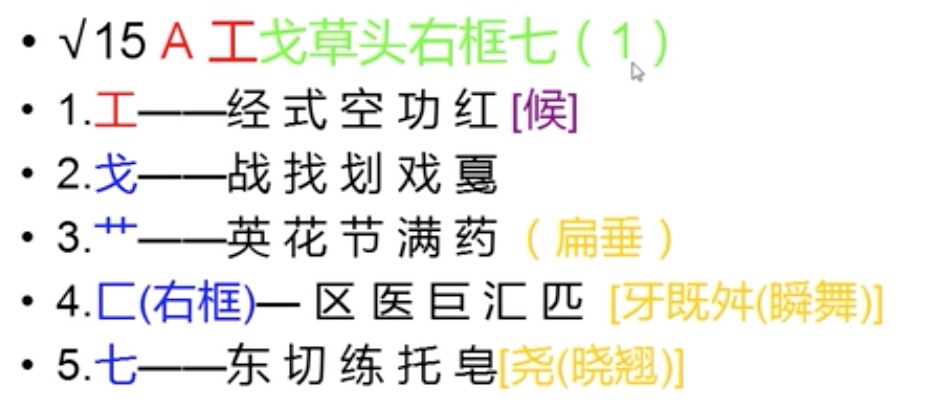 • √15 A 工戈草头右框七（1）
• 1.工——经 式 空 功 红 [候]
• 2.戈——战 找 划 戏 戛
• 3.艹——英 花 节 满 药 （扁垂）
• 4.匚(右框)— 区 医 巨 汇 匹 [牙既舛(瞬舞)]
• 5.七——东 切 练 托 皂[尧(晓翘)]